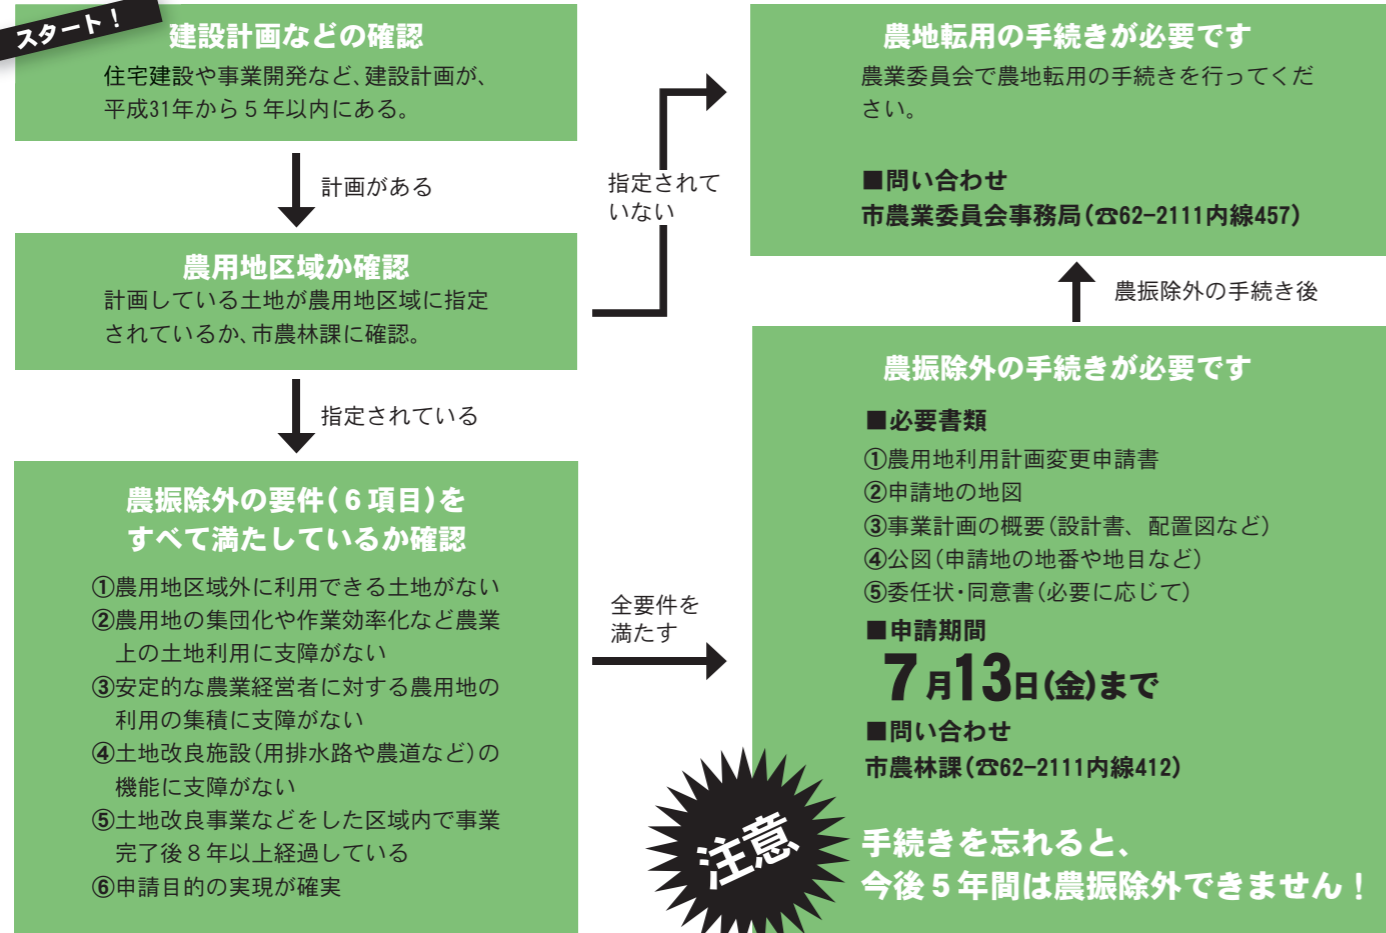 スタート！
建設計画などの確認
住宅建設や事業開発など、建設計画が、
平成31年から５年以内にある。
計画がある
農用地区域か確認
計画している土地が農用地区域に指定
されているか、市農林課に確認。
指定されて
いない
指定されている
農振除外の要件（６項目）を
すべて満たしているか確認
①農用地区域外に利用できる土地がない
②農用地の集団化や作業効率化など農業
上の土地利用に支障がない
③安定的な農業経営者に対する農用地の
利用の集積に支障がない
④土地改良施設（用排水路や農道など）の
機能に支障がない
⑤土地改良事業などをした区域内で事業
完了後８年以上経過している
⑥申請目的の実現が確実
全要件を
満たす
農地転用の手続きが必要です
農業委員会で農地転用の手続きを行ってくだ
さい。
■問い合わせ
市農業委員会事務局（☎62-2111内線457）
農振除外の手続き後
農振除外の手続きが必要です
■必要書類
①農用地利用計画変更申請書
②申請地の地図
③事業計画の概要（設計書、配置図など）
④公図（申請地の地番や地目など）
⑤委任状・同意書（必要に応じて）
■申請期間
7月13日(金)まで
■問い合わせ
市農林課（☎62-2111内線412）
注意
手続きを忘れると、
今後５年間は農振除外できません！